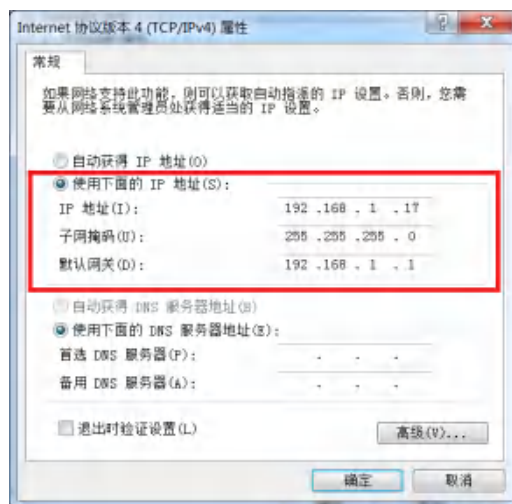 Internet 协议版本 4 (TCP/IPv4) 属性
常规
如果网络支持此功能，则可以获取自动指派的 IP 设置。否则，您需
要从网络系统管理员处获得适当的 IP 设置。
自动获得 IP 地址(O)
使用下面的 IP 地址(S):
IP 地址(I): 192 .168 . 1 . 17
子网掩码(U): 255 .255 .255 . 0
默认网关(D): 192 .168 . 1 . 1
自动获得 DNS 服务器地址(B)
使用下面的 DNS 服务器地址(E):
首选 DNS 服务器(P): . . .
备用 DNS 服务器(A): . . .
退出时验证设置(L)
高级(V)...
确定 取消